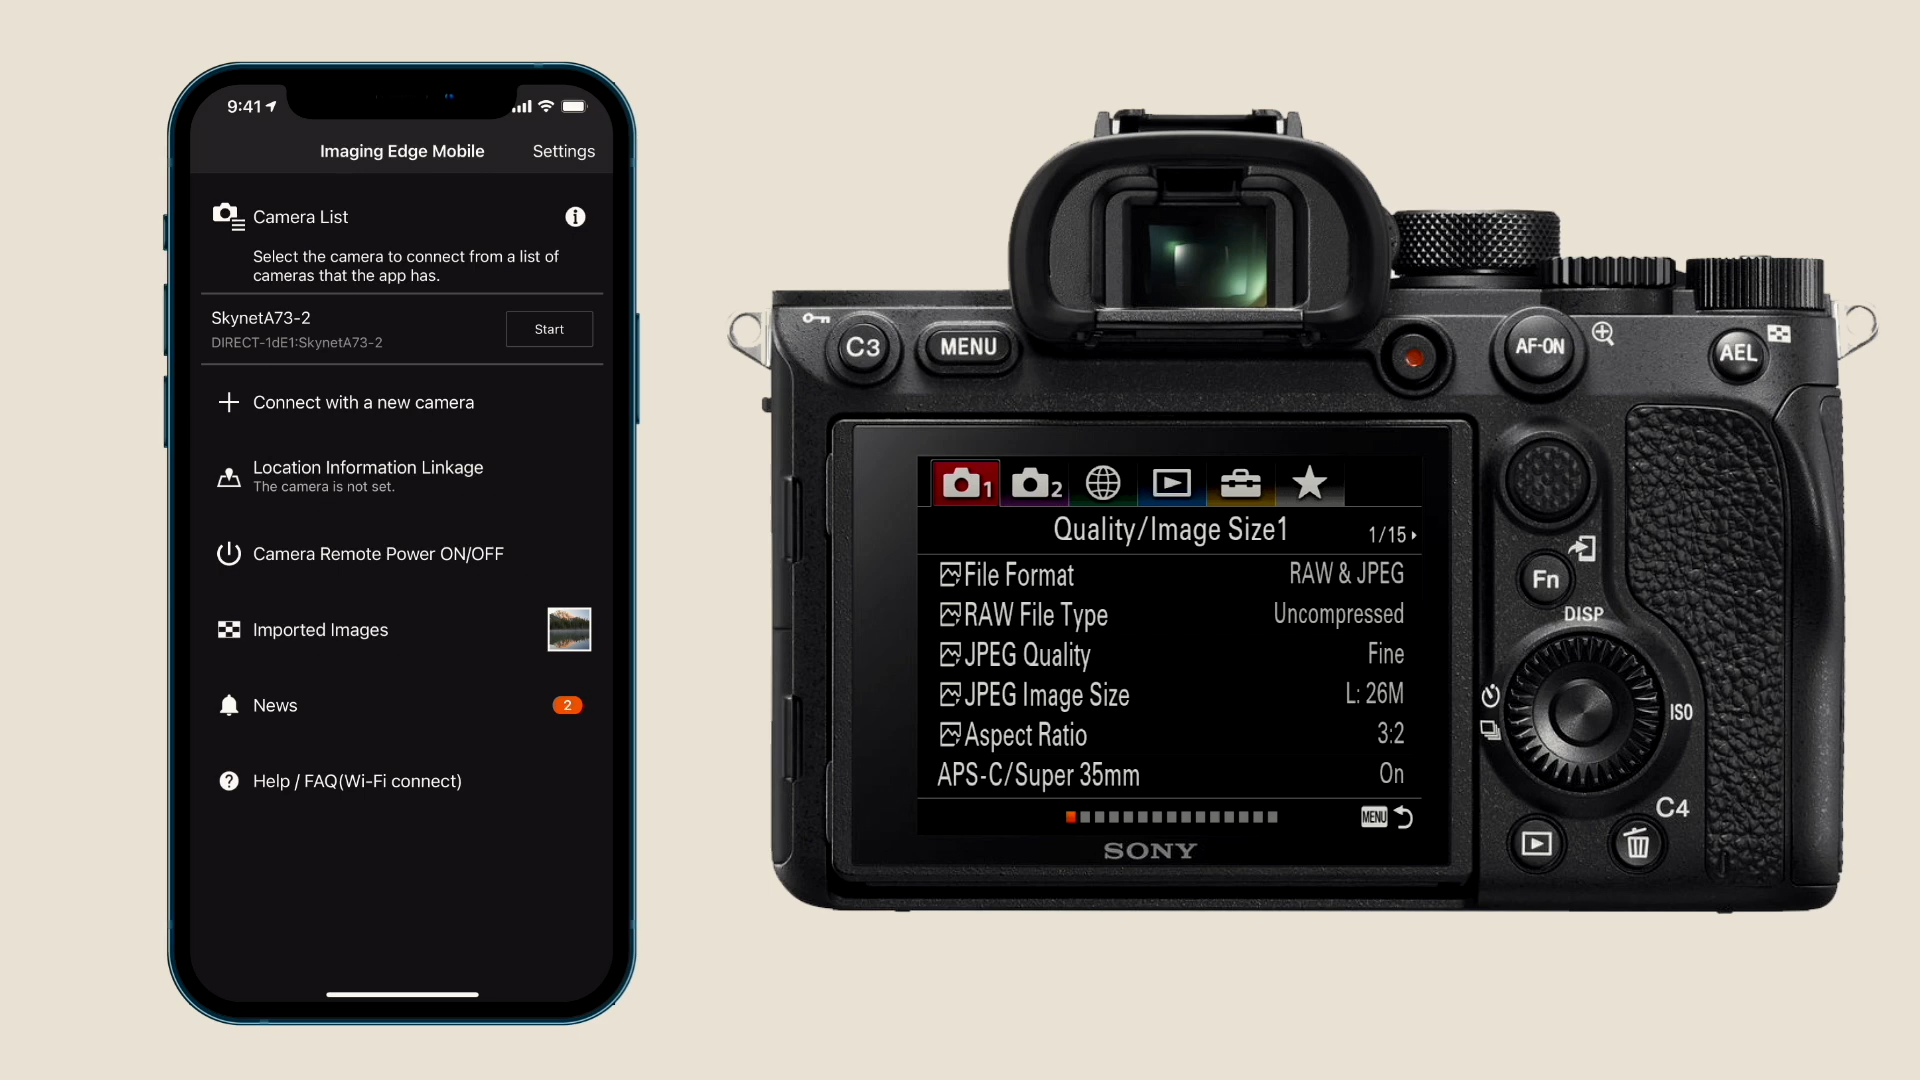 9:41
Imaging Edge Mobile
Settings
Camera List
Select the camera to connect from a list of
cameras that the app has.
SkynetA73-2
DIRECT-1dE1:SkynetA73-2
Start
Connect with a new camera
Location Information Linkage
The camera is not set.
Camera Remote Power ON/OFF
Imported Images
News
2
Help / FAQ(Wi-Fi connect)
C3
MENU
AF-ON
AEL
1
2
Quality/Image Size1
1/15
File Format
RAW & JPEG
RAW File Type
Uncompressed
JPEG Quality
Fine
JPEG Image Size
L: 26M
Aspect Ratio
3:2
APS-C/Super 35mm
On
MENU
SONY
Fn
DISP
ISO
C4